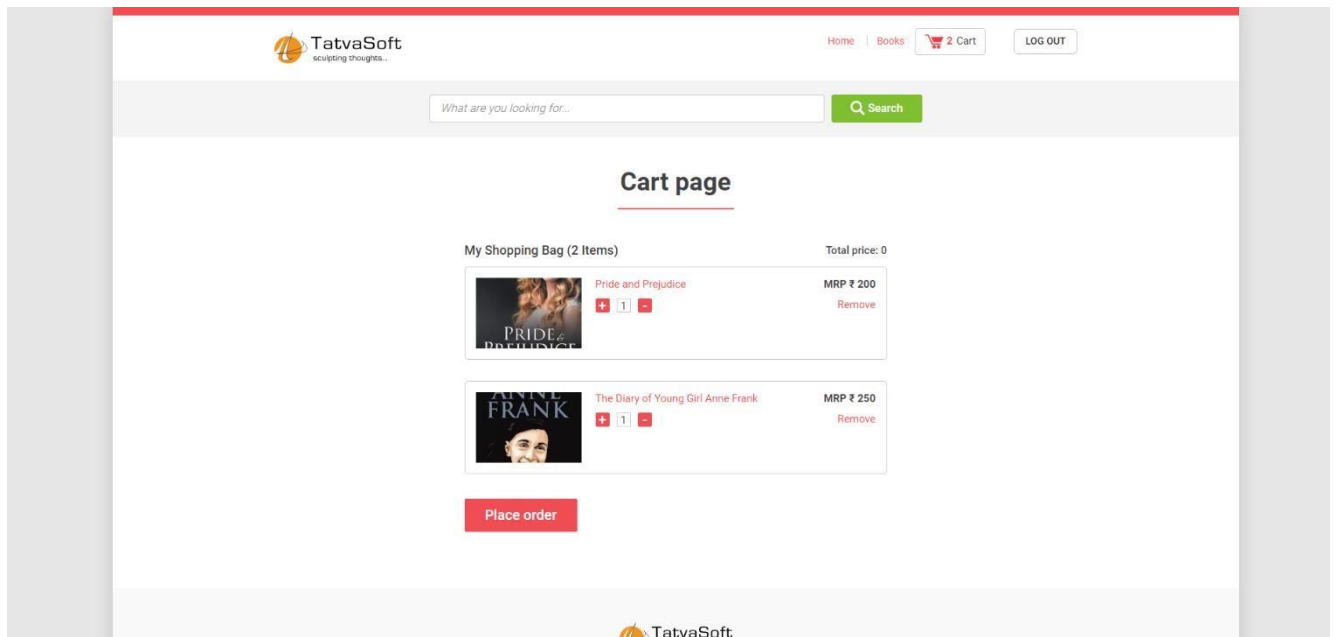 TatvaSoft
sculpting thoughts...
Home | Books 2 Cart LOG OUT
What are you looking for...
Search
Cart page
My Shopping Bag (2 Items) Total price: 0
Pride and Prejudice MRP ₹ 200
+ 1 - Remove
PRIDE &
PREJUDICE
The Diary of Young Girl Anne Frank MRP ₹ 250
+ 1 - Remove
ANNE
FRANK
Place order
TatvaSoft